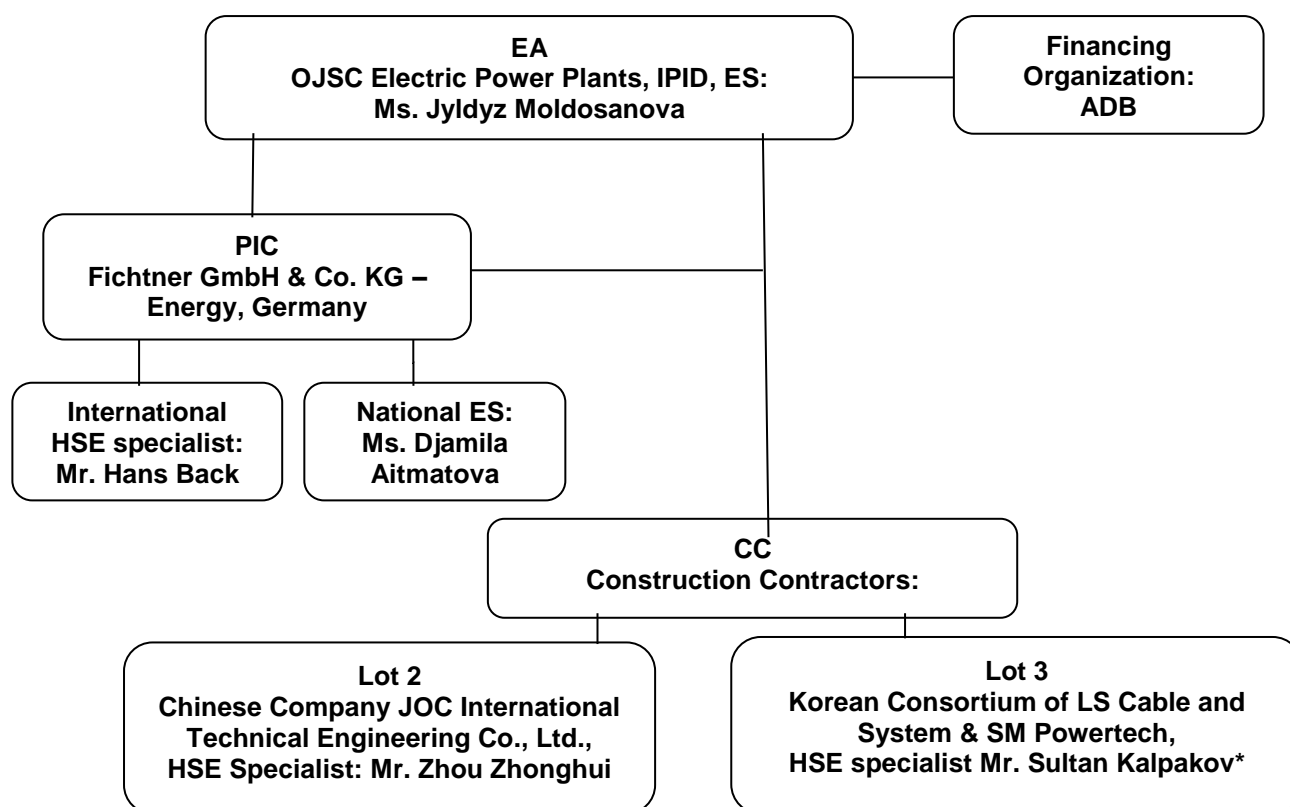 EA
OJSC Electric Power Plants, IPID, ES:
Ms. Jyldyz Moldosanova
Financing
Organization:
ADB
PIC
Fichtner GmbH & Co. KG –
Energy, Germany
International
HSE specialist:
Mr. Hans Back
National ES:
Ms. Djamila
Aitmatova
CC
Construction Contractors:
Lot 2
Chinese Company JOC International
Technical Engineering Co., Ltd.,
HSE Specialist: Mr. Zhou Zhonghui
Lot 3
Korean Consortium of LS Cable and
System & SM Powertech,
HSE specialist Mr. Sultan Kalpakov*